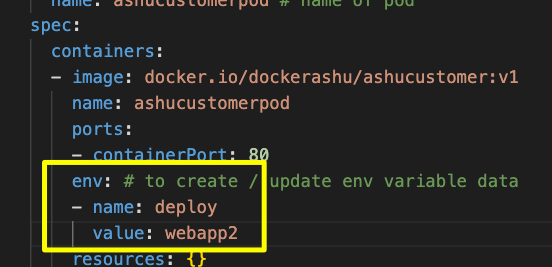 name: ashucustomerpod # name of pod
spec:
containers:
- image: docker.io/dockerashu/ashucustomer:v1
name: ashucustomerpod
ports:
- containerPort: 80
env: # to create / update env variable data
- name: deploy
value: webapp2
resources: {}